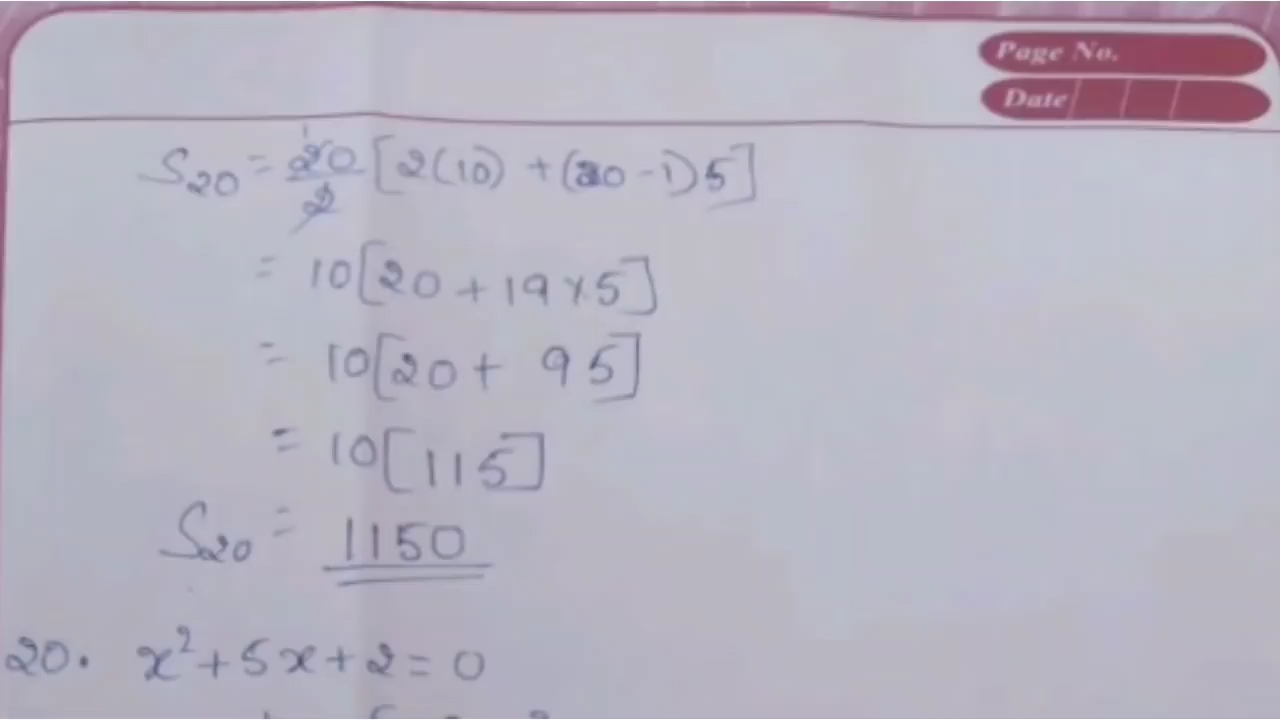 Page No.
Date
S₂₀ = 20/2 [2(10) + (20-1)5]
= 10[20 + 19×5]
= 10[20 + 95]
= 10[115]
S₂₀ = 1150
20. x² + 5x + 2 = 0